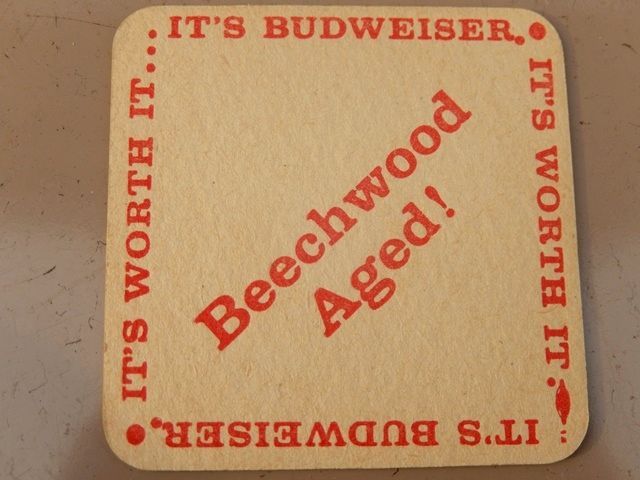 IT'S WORTH IT...
IT'S BUDWEISER.
IT'S WORTH IT.
IT'S BUDWEISER.
Beechwood
Aged!